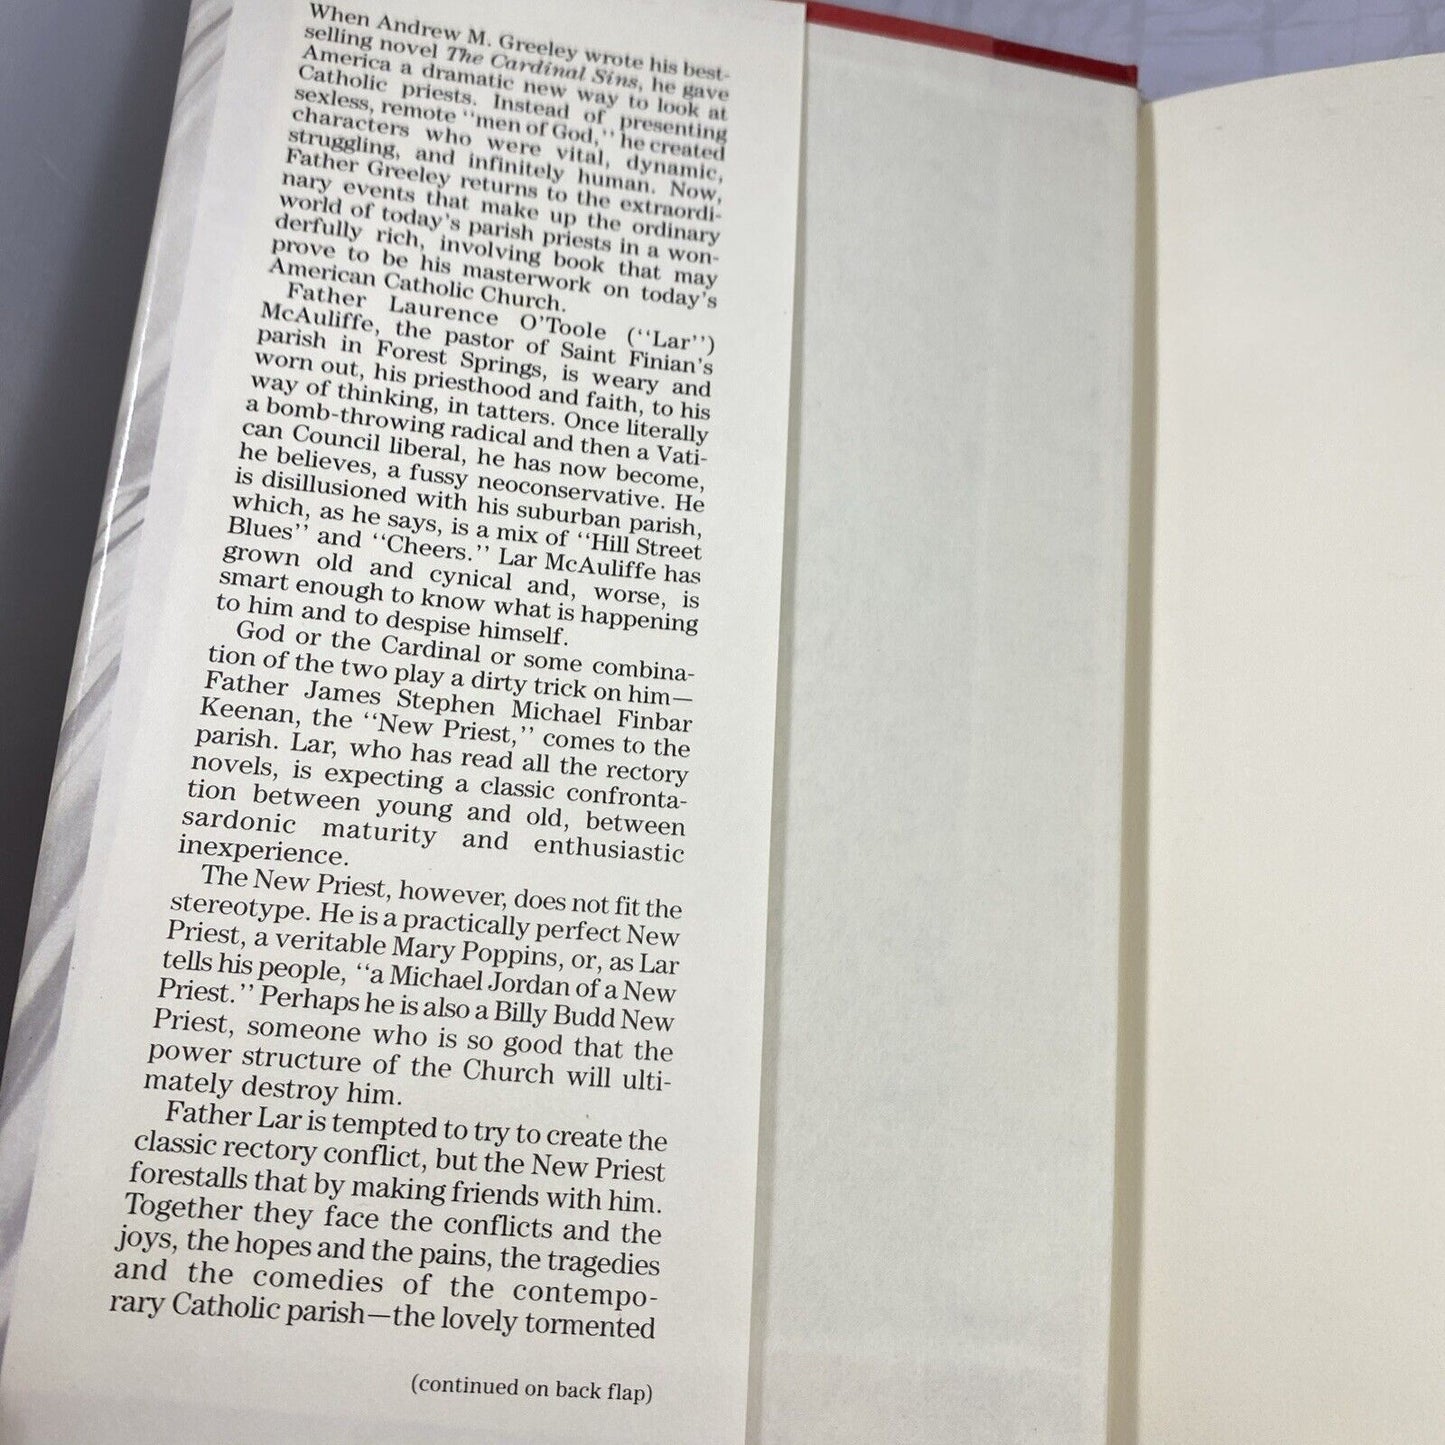 When Andrew M. Greeley wrote his best-
selling novel The Cardinal Sins, he gave
America a dramatic new way to look at
Catholic priests. Instead of presenting
sexless, remote "men of God," he created
characters who were vital, dynamic,
struggling, and infinitely human. Now,
Father Greeley returns to the extraordi-
nary events that make up the ordinary
world of today's parish priests in a won-
derfully rich, involving book that may
prove to be his masterwork on today's
American Catholic Church.
Father Laurence O'Toole ("Lar")
McAuliffe, the pastor of Saint Finian's
parish in Forest Springs, is weary and
worn out, his priesthood and faith, to his
way of thinking, in tatters. Once literally
a bomb-throwing radical and then a Vati-
can Council liberal, he has now become,
he believes, a fussy neoconservative. He
is disillusioned with his suburban parish,
which, as he says, is a mix of "Hill Street
Blues" and "Cheers." Lar McAuliffe has
grown old and cynical and, worse, is
smart enough to know what is happening
to him and to despise himself.
God or the Cardinal or some combina-
tion of the two play a dirty trick on him—
Father James Stephen Michael Finbar
Keenan, the "New Priest," comes to the
parish. Lar, who has read all the rectory
novels, is expecting a classic confronta-
tion between young and old, between
sardonic maturity and enthusiastic
inexperience.
The New Priest, however, does not fit the
stereotype. He is a practically perfect New
Priest, a veritable Mary Poppins, or, as Lar
tells his people, "a Michael Jordan of a New
Priest." Perhaps he is also a Billy Budd New
Priest, someone who is so good that the
power structure of the Church will ulti-
mately destroy him.
Father Lar is tempted to try to create the
classic rectory conflict, but the New Priest
forestalls that by making friends with him.
Together they face the conflicts and the
joys, the hopes and the pains, the tragedies
and the comedies of the contempo-
rary Catholic parish—the lovely tormented
(continued on back flap)